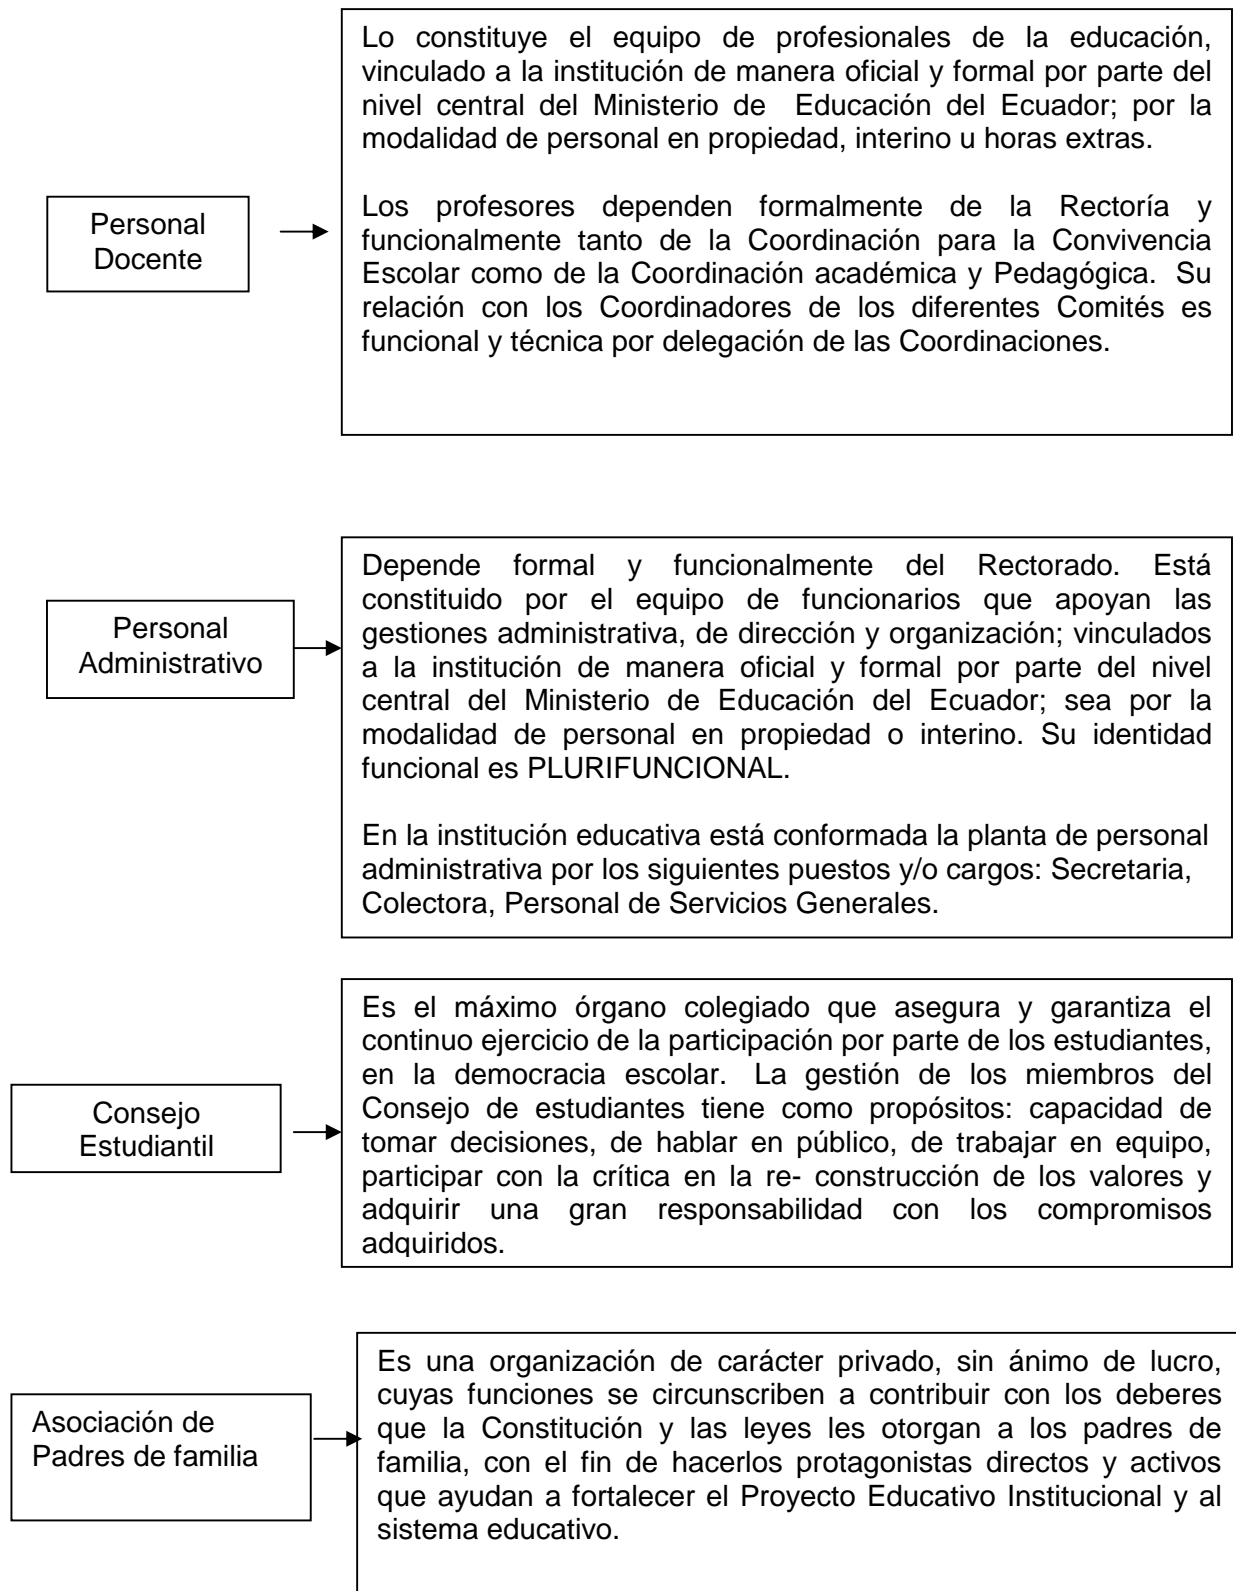 Lo constituye el equipo de profesionales de la educación,
vinculado a la institución de manera oficial y formal por parte del
nivel central del Ministerio de Educación del Ecuador; por la
modalidad de personal en propiedad, interino u horas extras.
Personal
Docente
Los profesores dependen formalmente de la Rectoría y
funcionalmente tanto de la Coordinación para la Convivencia
Escolar como de la Coordinación académica y Pedagógica. Su
relación con los Coordinadores de los diferentes Comités es
funcional y técnica por delegación de las Coordinaciones.
Personal
Administrativo
Depende formal y funcionalmente del Rectorado. Está
constituido por el equipo de funcionarios que apoyan las
gestiones administrativa, de dirección y organización; vinculados
a la institución de manera oficial y formal por parte del nivel
central del Ministerio de Educación del Ecuador; sea por la
modalidad de personal en propiedad o interino. Su identidad
funcional es PLURIFUNCIONAL.
En la institución educativa está conformada la planta de personal
administrativa por los siguientes puestos y/o cargos: Secretaria,
Colectora, Personal de Servicios Generales.
Consejo
Estudiantil
Es el máximo órgano colegiado que asegura y garantiza el
continuo ejercicio de la participación por parte de los estudiantes,
en la democracia escolar. La gestión de los miembros del
Consejo de estudiantes tiene como propósitos: capacidad de
tomar decisiones, de hablar en público, de trabajar en equipo,
participar con la crítica en la re- construcción de los valores y
adquirir una gran responsabilidad con los compromisos
adquiridos.
Asociación de
Padres de familia
Es una organización de carácter privado, sin ánimo de lucro,
cuyas funciones se circunscriben a contribuir con los deberes
que la Constitución y las leyes les otorgan a los padres de
familia, con el fin de hacerlos protagonistas directos y activos
que ayudan a fortalecer el Proyecto Educativo Institucional y al
sistema educativo.